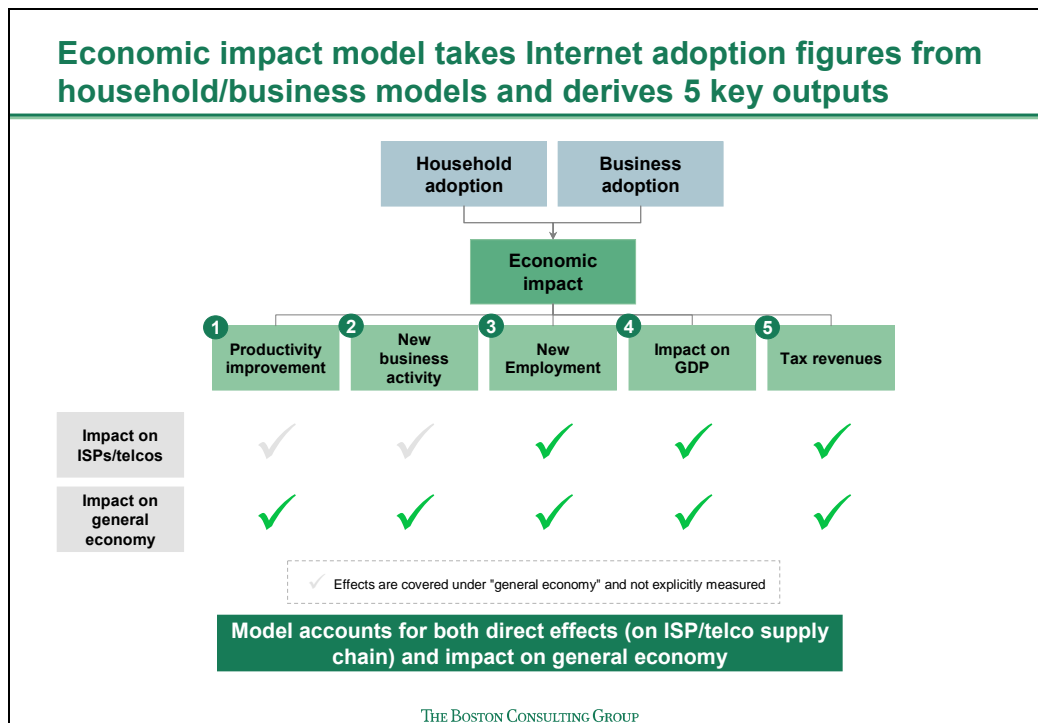 Economic impact model takes Internet adoption figures from
household/business models and derives 5 key outputs
Household
adoption
Business
adoption
Economic
impact
1
Productivity
improvement
2
New
business
activity
3
New
Employment
4
Impact on
GDP
5
Tax revenues
Impact on
ISPs/telcos
Impact on
general
economy
Effects are covered under "general economy" and not explicitly measured
Model accounts for both direct effects (on ISP/telco supply
chain) and impact on general economy
THE BOSTON CONSULTING GROUP